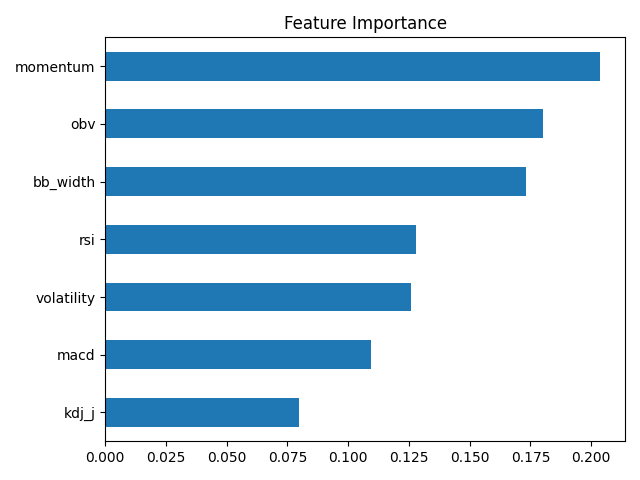 Feature Importance
momentum
obv
bb_width
rsi
volatility
macd
kdj_j
0.000 0.025 0.050 0.075 0.100 0.125 0.150 0.175 0.200